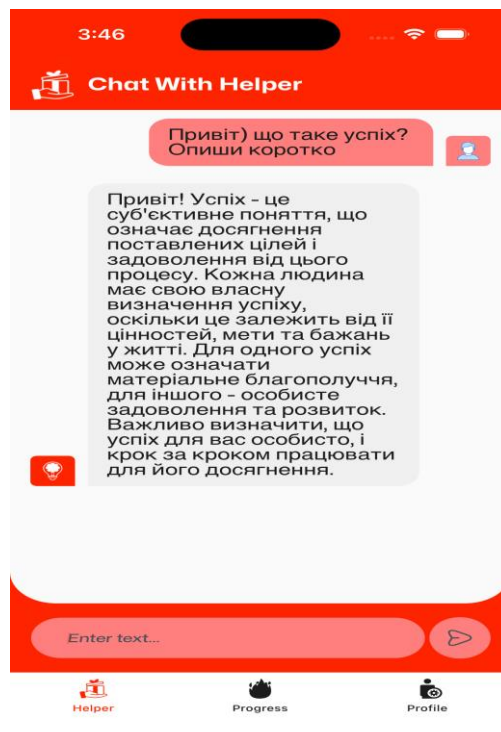 3:46
Chat With Helper
Привіт) що таке успіх?
Опиши коротко
Привіт! Успіх - це
суб'єктивне поняття, що
означає досягнення
поставлених цілей і
задоволення від цього
процесу. Кожна людина
має свою власну
визначення успіху,
оскільки це залежить від її
цінностей, мети та бажань
у житті. Для одного успіх
може означати
матеріальне благополуччя,
для іншого - особисте
задоволення та розвиток.
Важливо визначити, що
успіх для вас особисто, і
крок за кроком працювати
для його досягнення.
Enter text...
Helper
Progress
Profile